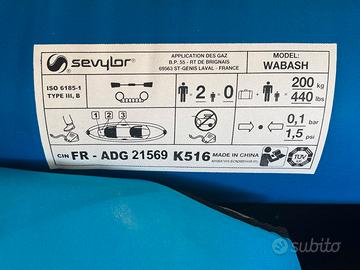 sevylor
APPLICATION DES GAZ
B.P. 55 - RT DE BRIGNAIS
69563 ST-GENIS LAVAL - FRANCE
MODEL:
WABASH
ISO 6185-1
TYPE III, B
2 + 0
200 kg
440 lbs
1 2 3
0,1 bar
1,5 psi
CIN FR - ADG 21569 K516 MADE IN CHINA
TUV
subito